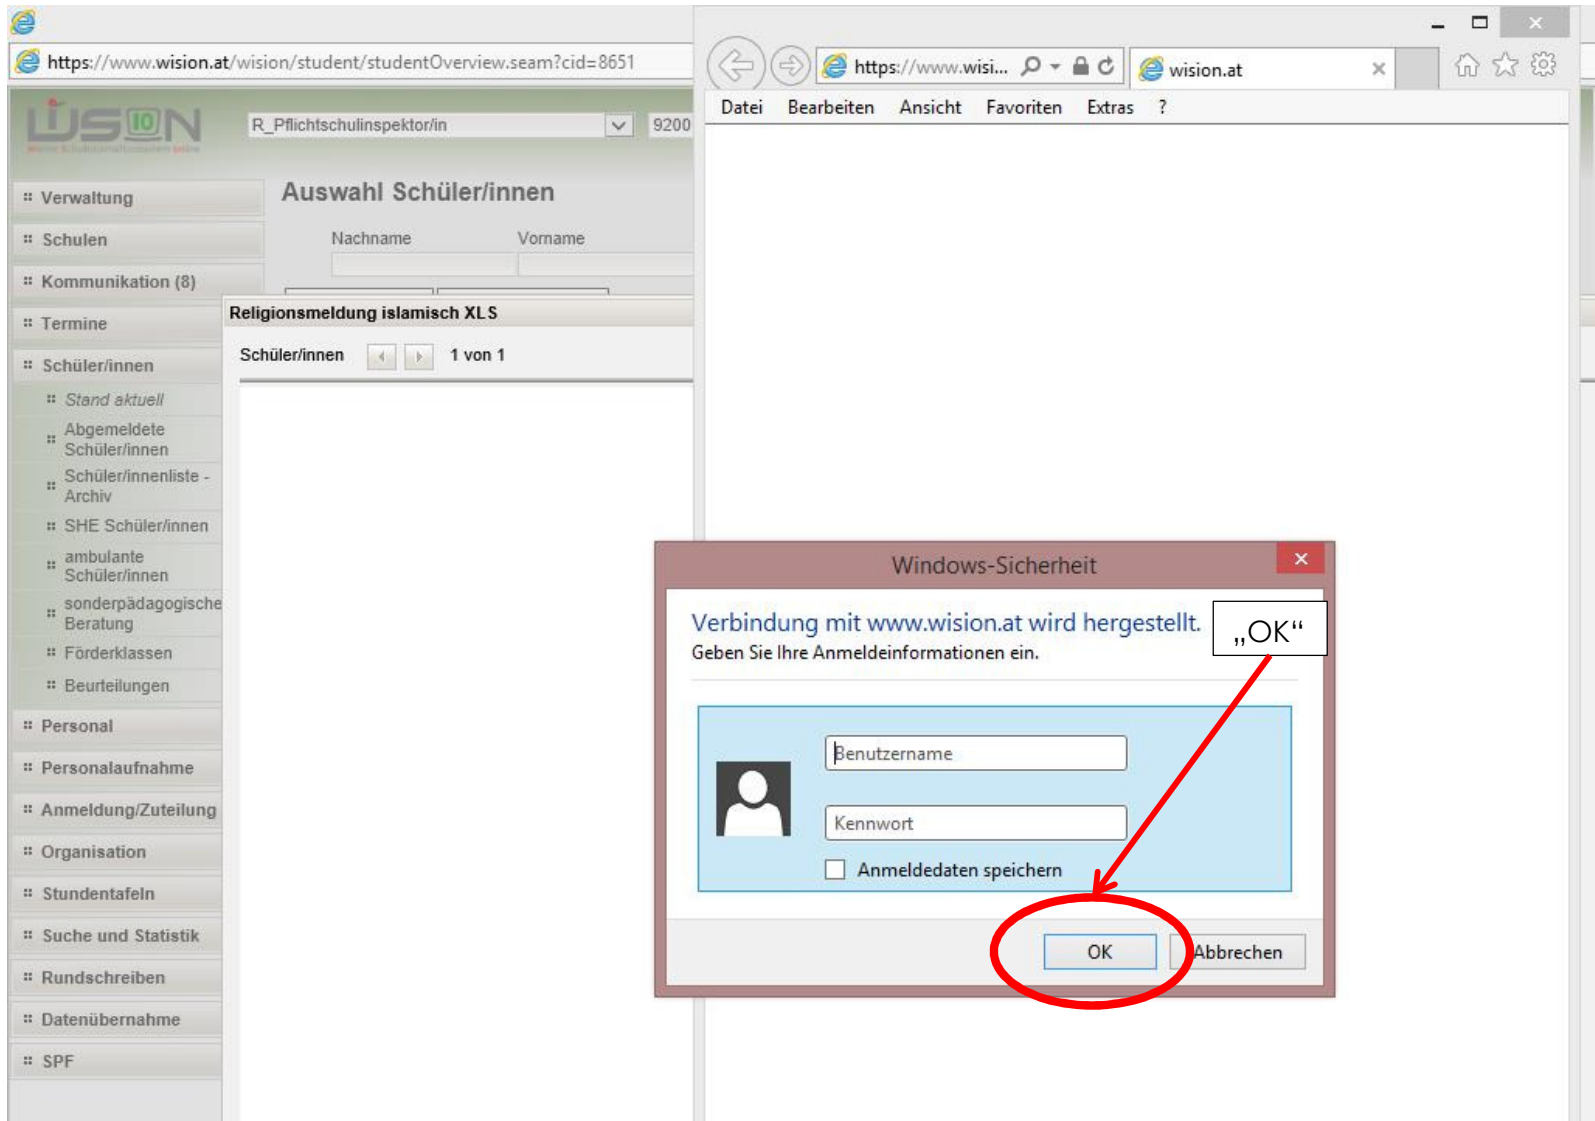 https://www.wision.at/wision/student/studentOverview.seam?cid=8651
https://www.wisi...
wision.at
Datei Bearbeiten Ansicht Favoriten Extras ?
R_Pflichtschulinspektor/in
9200
Auswahl Schüler/innen
Nachname Vorname
Verwaltung
Schulen
Kommunikation (8)
Termine
Schüler/innen
Stand aktuell
Abgemeldete
Schüler/innen
Schüler/innenliste -
Archiv
SHE Schüler/innen
ambulante
Schüler/innen
sonderpädagogische
Beratung
Förderklassen
Beurteilungen
Personal
Personalaufnahme
Anmeldung/Zuteilung
Organisation
Stundentafeln
Suche und Statistik
Rundschreiben
Datenübernahme
SPF
Religionsmeldung islamisch XLS
Schüler/innen 1 von 1
Windows-Sicherheit
Verbindung mit www.wision.at wird hergestellt.
Geben Sie Ihre Anmeldeinformationen ein.
„OK“
Benutzername
Kennwort
Anmeldedaten speichern
OK
Abbrechen